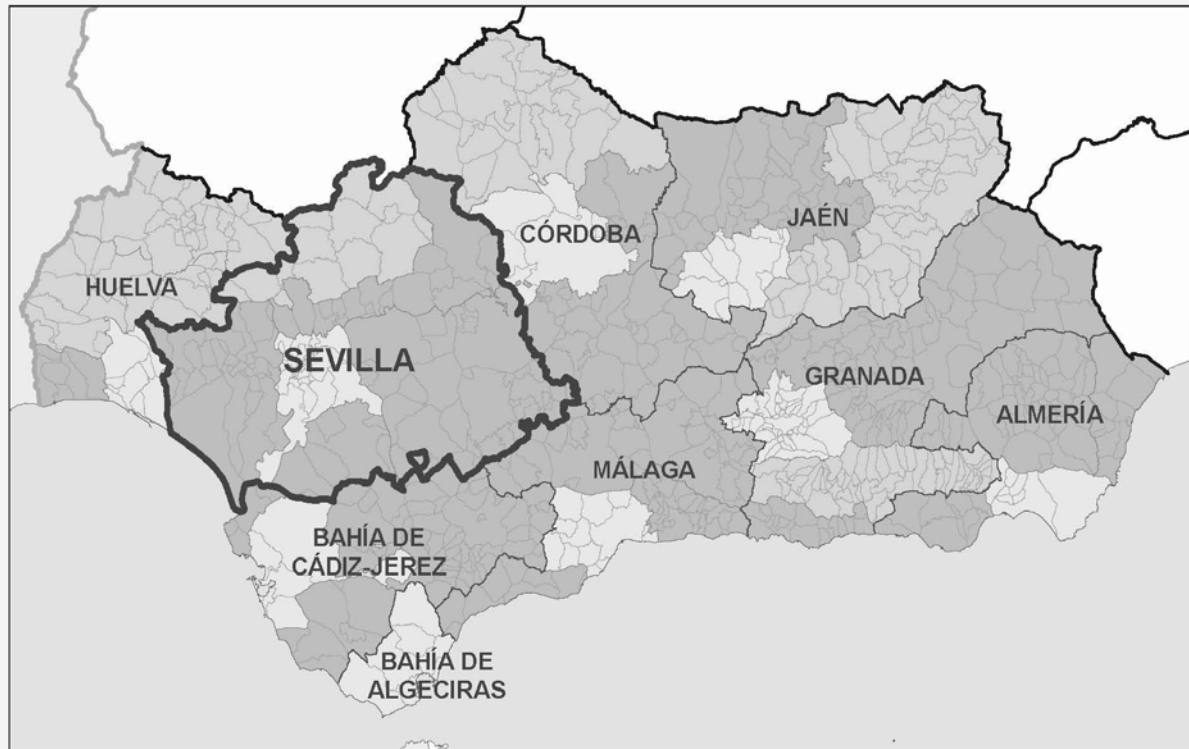 JAÉN
CÓRDOBA
HUELVA
SEVILLA
GRANADA
ALMERÍA
MÁLAGA
BAHÍA DE
CÁDIZ-JEREZ
BAHÍA DE
ALGECIRAS